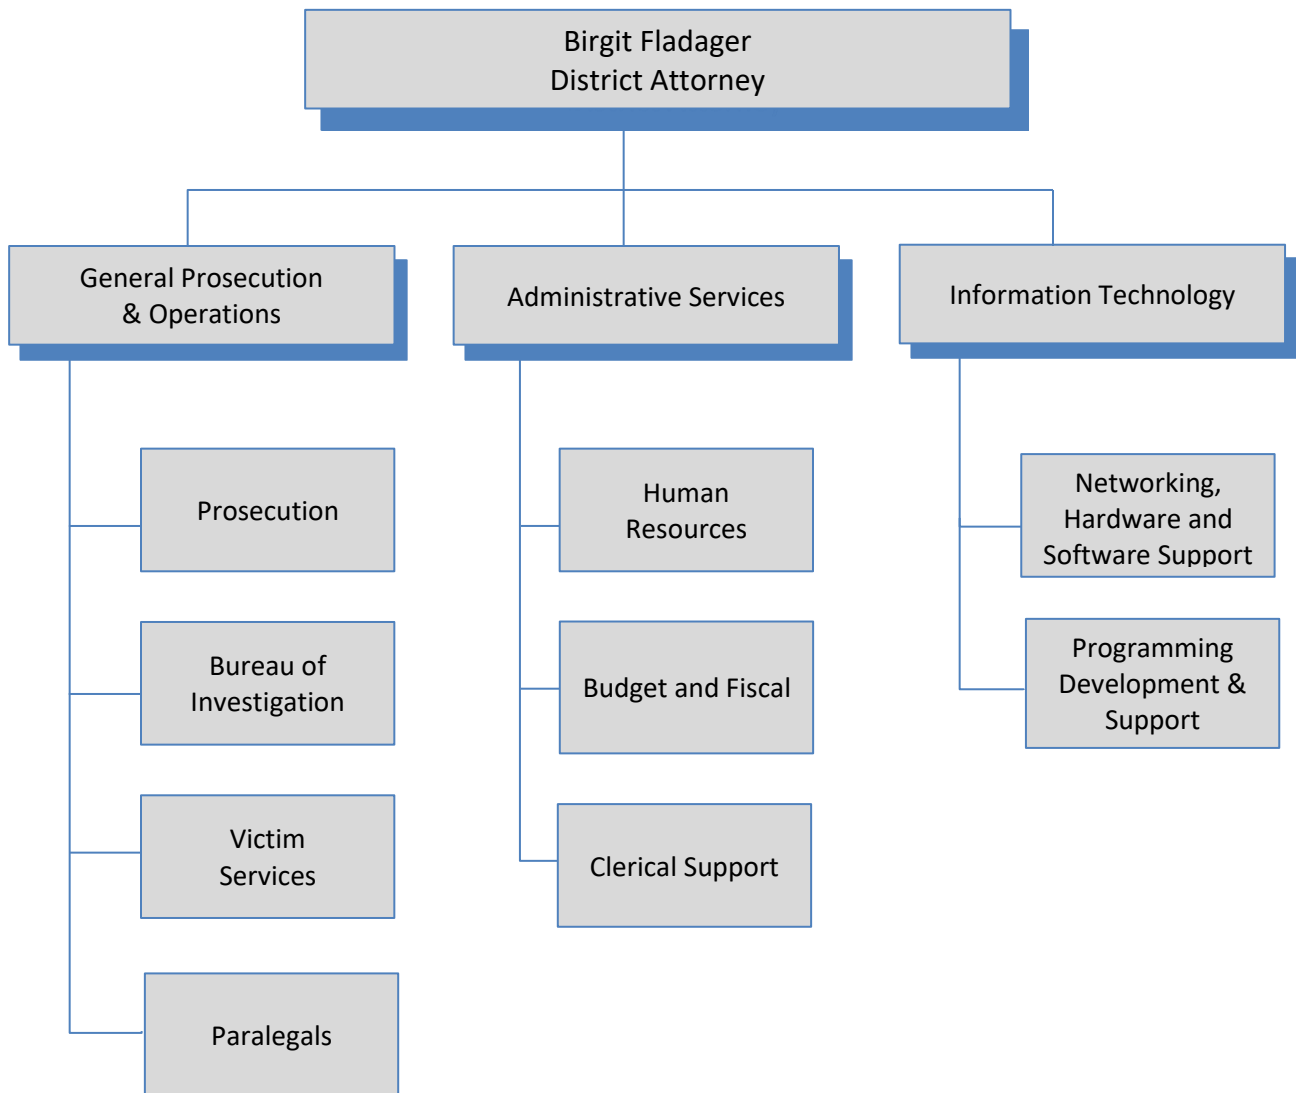 Birgit Fladager
District Attorney
General Prosecution
& Operations
Administrative Services
Information Technology
Prosecution
Bureau of
Investigation
Victim
Services
Paralegals
Human
Resources
Budget and Fiscal
Clerical Support
Networking,
Hardware and
Software Support
Programming
Development &
Support